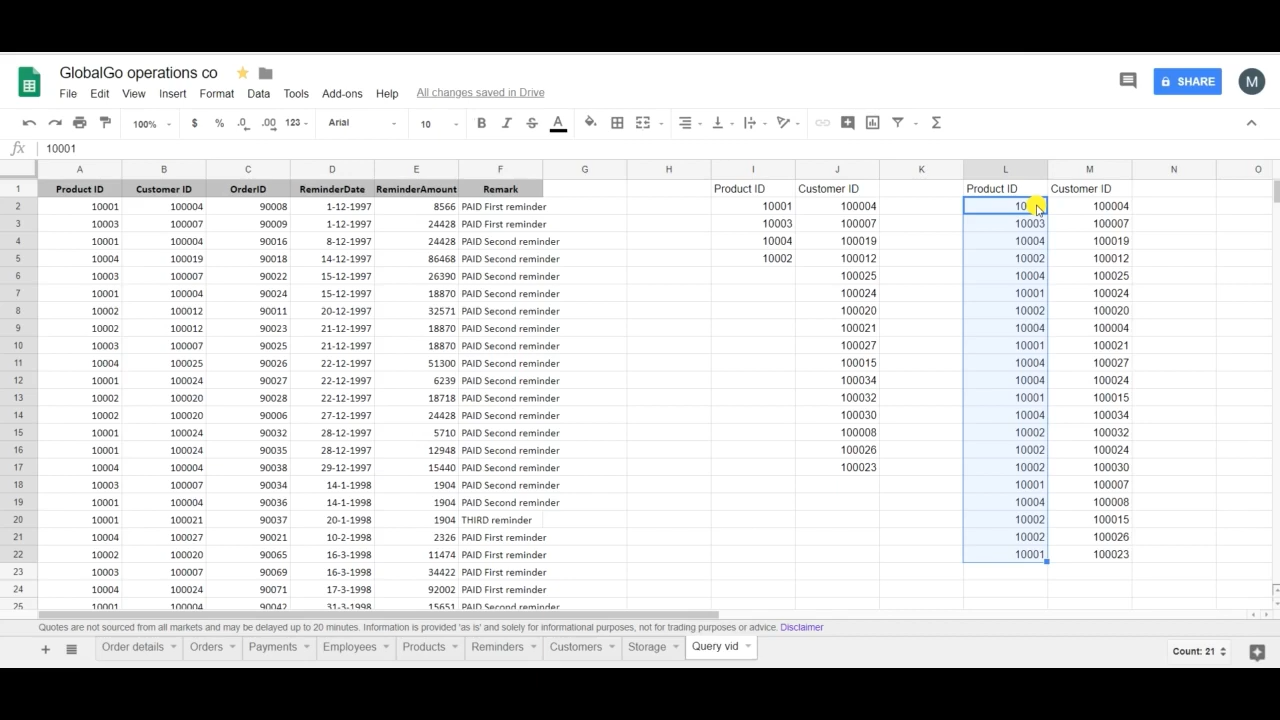 GlobalGo operations co
File Edit View Insert Format Data Tools Add-ons Help All changes saved in Drive
SHARE M
100% $ % .0 .00 123 Arial 10 B I S A Σ
fx 10001
A B C D E F G H I J K L M N O
1 Product ID Customer ID OrderID ReminderDate ReminderAmount Remark Product ID Customer ID Product ID Customer ID
2 10001 100004 90008 1-12-1997 8566 PAID First reminder 10001 100004 100004
3 10003 100007 90009 1-12-1997 24428 PAID First reminder 10003 100007 10003 100007
4 10001 100004 90016 8-12-1997 24428 PAID Second reminder 10004 100019 10004 100019
5 10004 100019 90018 14-12-1997 86468 PAID Second reminder 10002 100012 10002 100012
6 10003 100007 90022 15-12-1997 26390 PAID Second reminder 100025 10004 100025
7 10001 100004 90024 15-12-1997 18870 PAID Second reminder 100024 10001 100024
8 10002 100012 90011 20-12-1997 32571 PAID Second reminder 100020 10002 100020
9 10002 100012 90023 21-12-1997 18870 PAID Second reminder 100021 10004 100004
10 10003 100007 90025 21-12-1997 18870 PAID Second reminder 100027 10001 100021
11 10004 100025 90026 22-12-1997 51300 PAID Second reminder 100015 10004 100027
12 10001 100024 90027 22-12-1997 6239 PAID Second reminder 100034 10004 100024
13 10002 100020 90028 22-12-1997 18718 PAID Second reminder 100032 10001 100015
14 10002 100020 90006 27-12-1997 24428 PAID Second reminder 100030 10004 100034
15 10001 100024 90032 28-12-1997 5710 PAID Second reminder 100008 10002 100032
16 10001 100024 90035 28-12-1997 12948 PAID Second reminder 100026 10002 100024
17 10004 100004 90038 29-12-1997 15440 PAID Second reminder 100023 10002 100030
18 10003 100007 90034 14-1-1998 1904 PAID Second reminder 10001 100007
19 10001 100004 90036 14-1-1998 1904 PAID Second reminder 10004 100008
20 10001 100021 90037 20-1-1998 1904 THIRD reminder 10002 100015
21 10004 100027 90021 10-2-1998 2326 PAID First reminder 10002 100026
22 10002 100020 90065 16-3-1998 11474 PAID First reminder 10001 100023
23 10003 100007 90069 16-3-1998 34422 PAID First reminder
24 10004 100024 90071 17-3-1998 92002 PAID First reminder
25 10001 100004 90042 31-3-1998 15651 PAID Second reminder
Quotes are not sourced from all markets and may be delayed up to 20 minutes. Information is provided 'as is' and solely for informational purposes, not for trading purposes or advice. Disclaimer
Order details Orders Payments Employees Products Reminders Customers Storage Query vid Count: 21